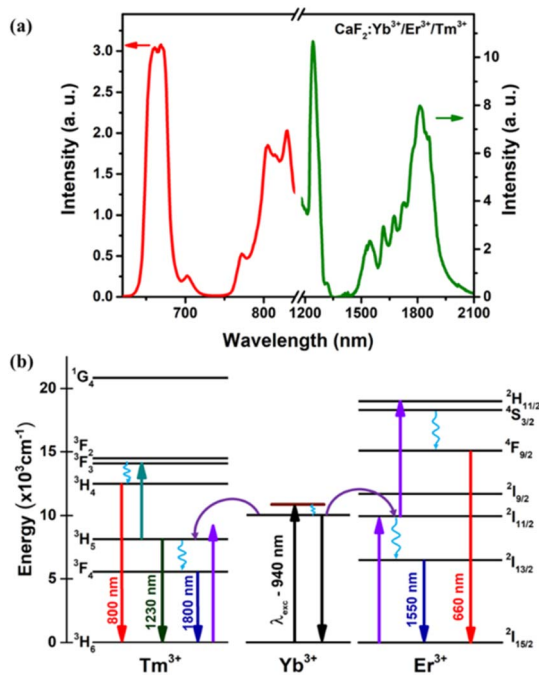 (a)
CaF₂:Yb³⁺/Er³⁺/Tm³⁺
Intensity (a. u.)
3.0
2.5
2.0
1.5
1.0
0.5
0.0
Intensity (a. u.)
10
8
6
4
2
0
700 800 1200 1500 1800 2100
Wavelength (nm)
(b)
Energy (x10³cm⁻¹)
20
15
10
5
0
¹G₄
³F₂
³F₃
³H₄
³H₅
³F₄
³H₆
800 nm
1230 nm
1800 nm
λexc - 940 nm
1550 nm
660 nm
²H₁₁/₂
⁴S₃/₂
⁴F₉/₂
²I₉/₂
²I₁₁/₂
²I₁₃/₂
²I₁₅/₂
Tm³⁺ Yb³⁺ Er³⁺